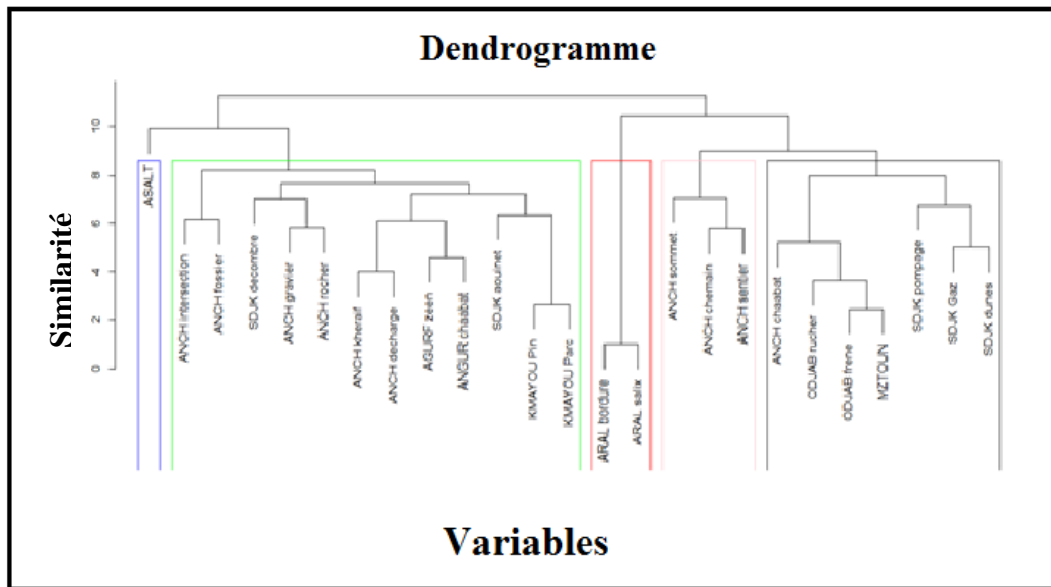 Dendrogramme
Similarité
10
8
6
4
2
0
ASALT
ANCH intersection
ANCH fossier
SDJK decombre
ANCH gravier
ANCH rocher
ANCH kheraif
ANCH decharge
AGURF zeen
ANGUR chaabat
SDJK aouinet
IKMAYOU Pin
IKMAYOU Parc
ARAL bordure
ARAL salix
ANCH sommet
ANCH chemain
ANCH sentier
ANCH chaabat
ODJAB rucher
ODJAB frene
MZTOUN
SDJK pompage
SDJK Gaz
SDJK dunes
Variables